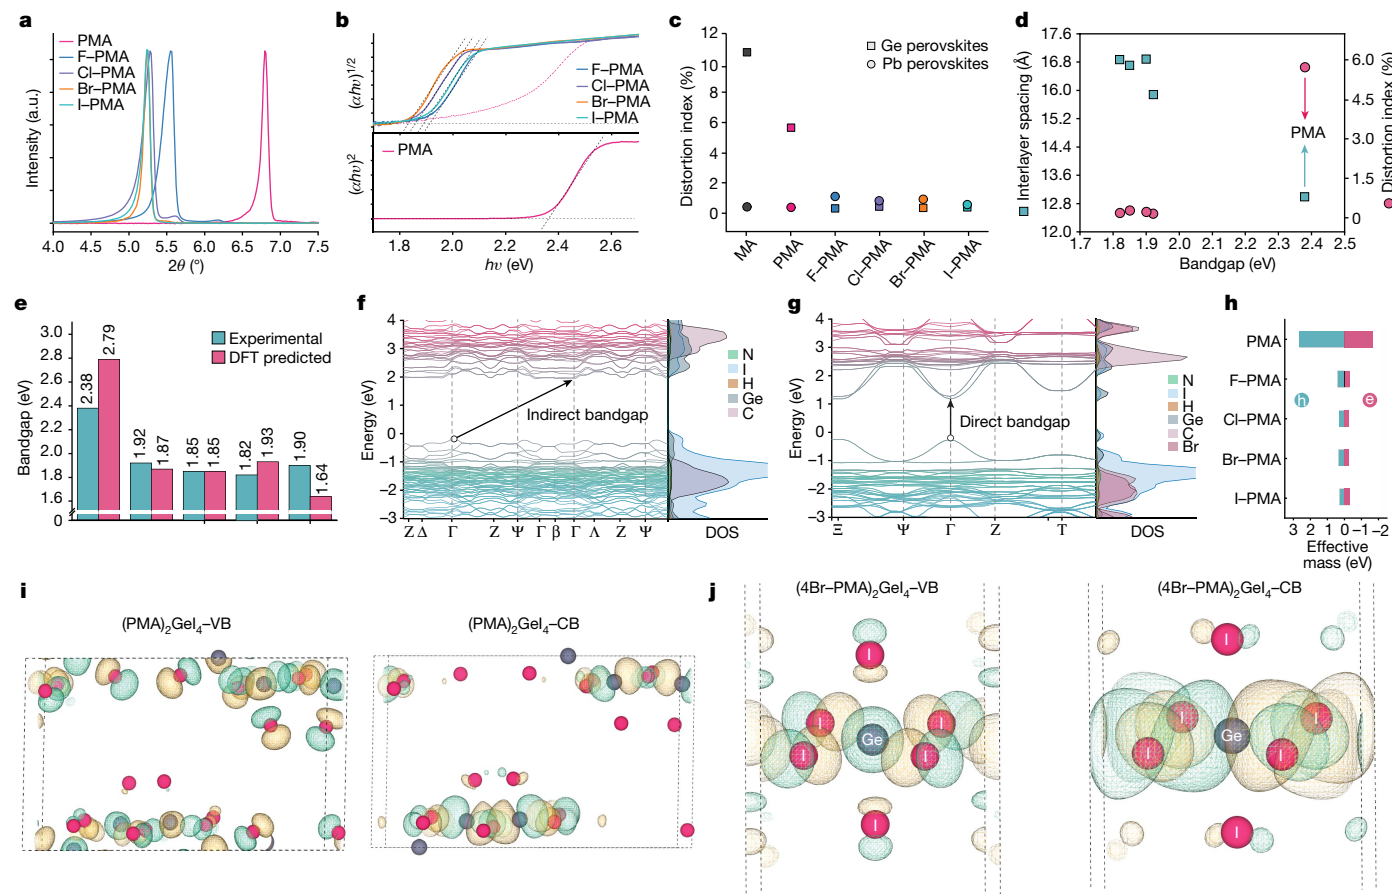 a
PMA
F–PMA
Cl–PMA
Br–PMA
I–PMA
Intensity (a.u.)
4.0 4.5 5.0 5.5 6.0 6.5 7.0 7.5
2θ (°)
b
(αhν)1/2
F–PMA
Cl–PMA
Br–PMA
I–PMA
(αhν)2
PMA
1.8 2.0 2.2 2.4 2.6
hν (eV)
c
Distortion index (%)
12
10
8
6
4
2
0
Ge perovskites
Pb perovskites
MA PMA F–PMA Cl–PMA Br–PMA I–PMA
d
Interlayer spacing (Å)
17.6
16.8
16.0
15.2
14.4
13.6
12.8
12.0
PMA
6.0
4.5
3.0
1.5
0
Distortion index (%)
1.7 1.8 1.9 2.0 2.1 2.2 2.3 2.4 2.5
Bandgap (eV)
e
Bandgap (eV)
3.0
2.8
2.6
2.4
2.2
2.0
1.8
1.6
0
Experimental
DFT predicted
2.38 2.79 1.92 1.87 1.85 1.85 1.82 1.93 1.90 1.64
f
Energy (eV)
4
3
2
1
0
−1
−2
−3
Indirect bandgap
N
I
H
Ge
C
Z Δ Γ Z Ψ Γ β Γ Λ Z Ψ
DOS
g
Energy (eV)
4
3
2
1
0
−1
−2
−3
Direct bandgap
N
I
H
Ge
C
Br
Ξ Ψ Γ Z T
DOS
h
PMA
F–PMA
h e
Cl–PMA
Br–PMA
I–PMA
3 2 1 0 −1 −2
Effective
mass (eV)
i
(PMA)2GeI4–VB
(PMA)2GeI4–CB
j
(4Br–PMA)2GeI4–VB
(4Br–PMA)2GeI4–CB
I
I I
Ge
I I
I
I
I I
Ge
I I
I